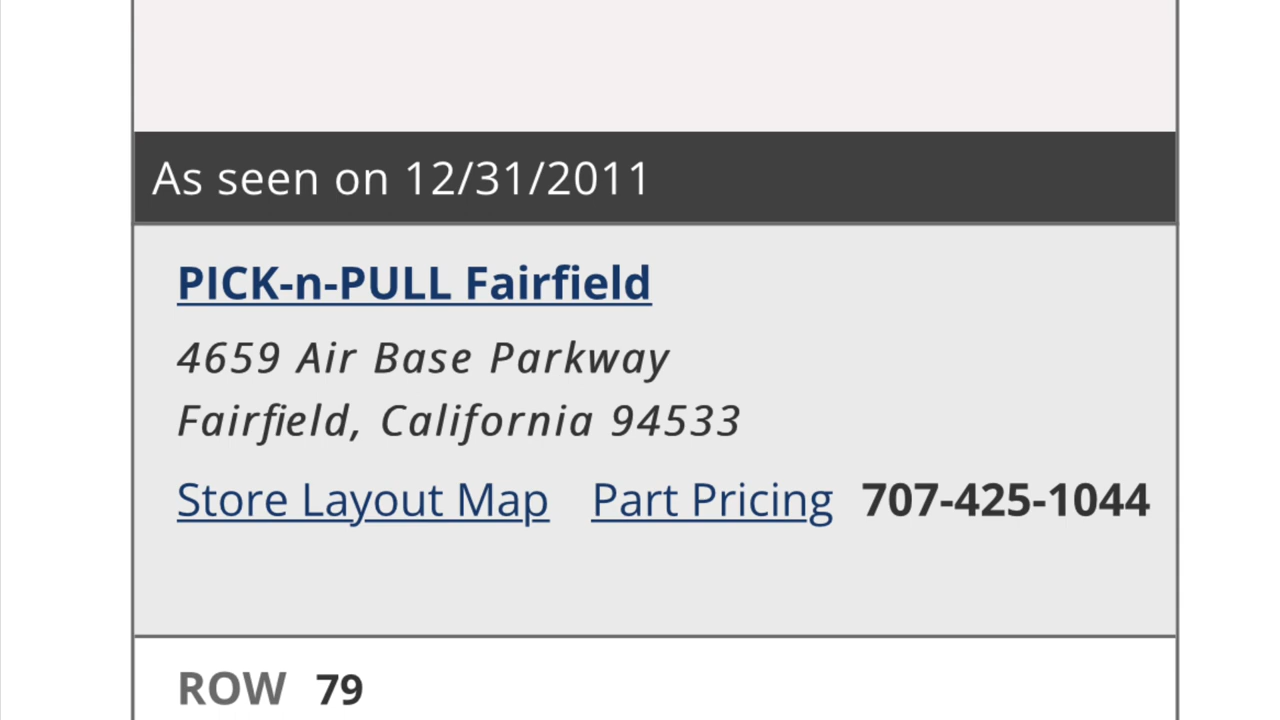 As seen on 12/31/2011
PICK-n-PULL Fairfield
4659 Air Base Parkway
Fairfield, California 94533
Store Layout Map Part Pricing 707-425-1044
ROW 79